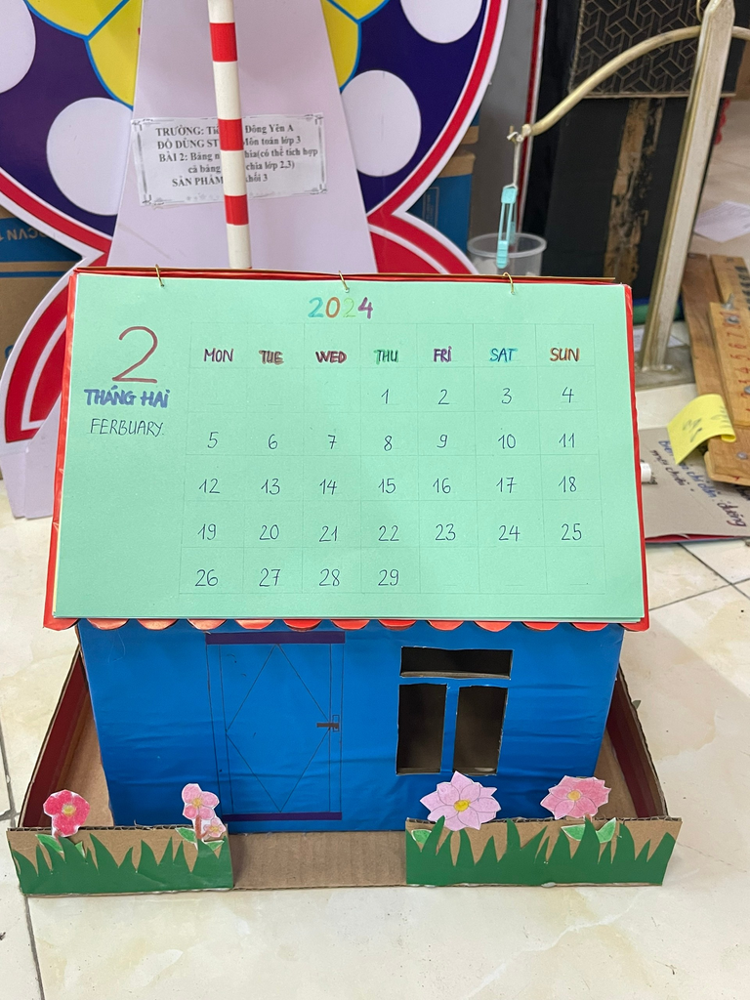 TRƯỜNG: Ti Đông Yên A
ĐỒ DÙNG ST Môn toán lớp 3
BÀI 2: Bảng n hia(có thể tích hợp
cả bảng chia lớp 2,3)
SẢN PHẨM khối 3
2024
2
THÁNG HAI
FERBUARY.
MON TUE WED THU FRI SAT SUN
1 2 3 4
5 6 7 8 9 10 11
12 13 14 15 16 17 18
19 20 21 22 23 24 25
26 27 28 29